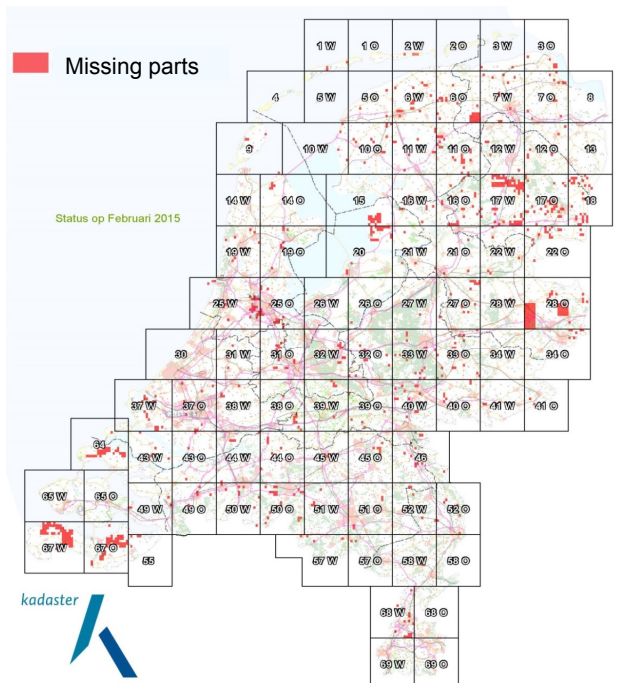 1 W 1 O 2 W 2 O 3 W 3 O
Missing parts
4 5 W 5 O 6 W 6 O 7 W 7 O 8
9 10 W 10 O 11 W 11 O 12 W 12 O 13
14 W 14 O 15 16 W 16 O 17 W 17 O 18
Status op Februari 2015
19 W 19 O 20 21 W 21 O 22 W 22 O
25 W 25 O 26 W 26 O 27 W 27 O 28 W 28 O
30 31 W 31 O 32 W 32 O 33 W 33 O 34 W 34 O
37 W 37 O 38 W 38 O 39 W 39 O 40 W 40 O 41 W 41 O
64 43 W 43 O 44 W 44 O 45 W 45 O 46
65 W 65 O 49 W 49 O 50 W 50 O 51 W 51 O 52 W 52 O
67 W 67 O 55 57 W 57 O 58 W 58 O
kadaster
68 W 68 O
69 W 69 O